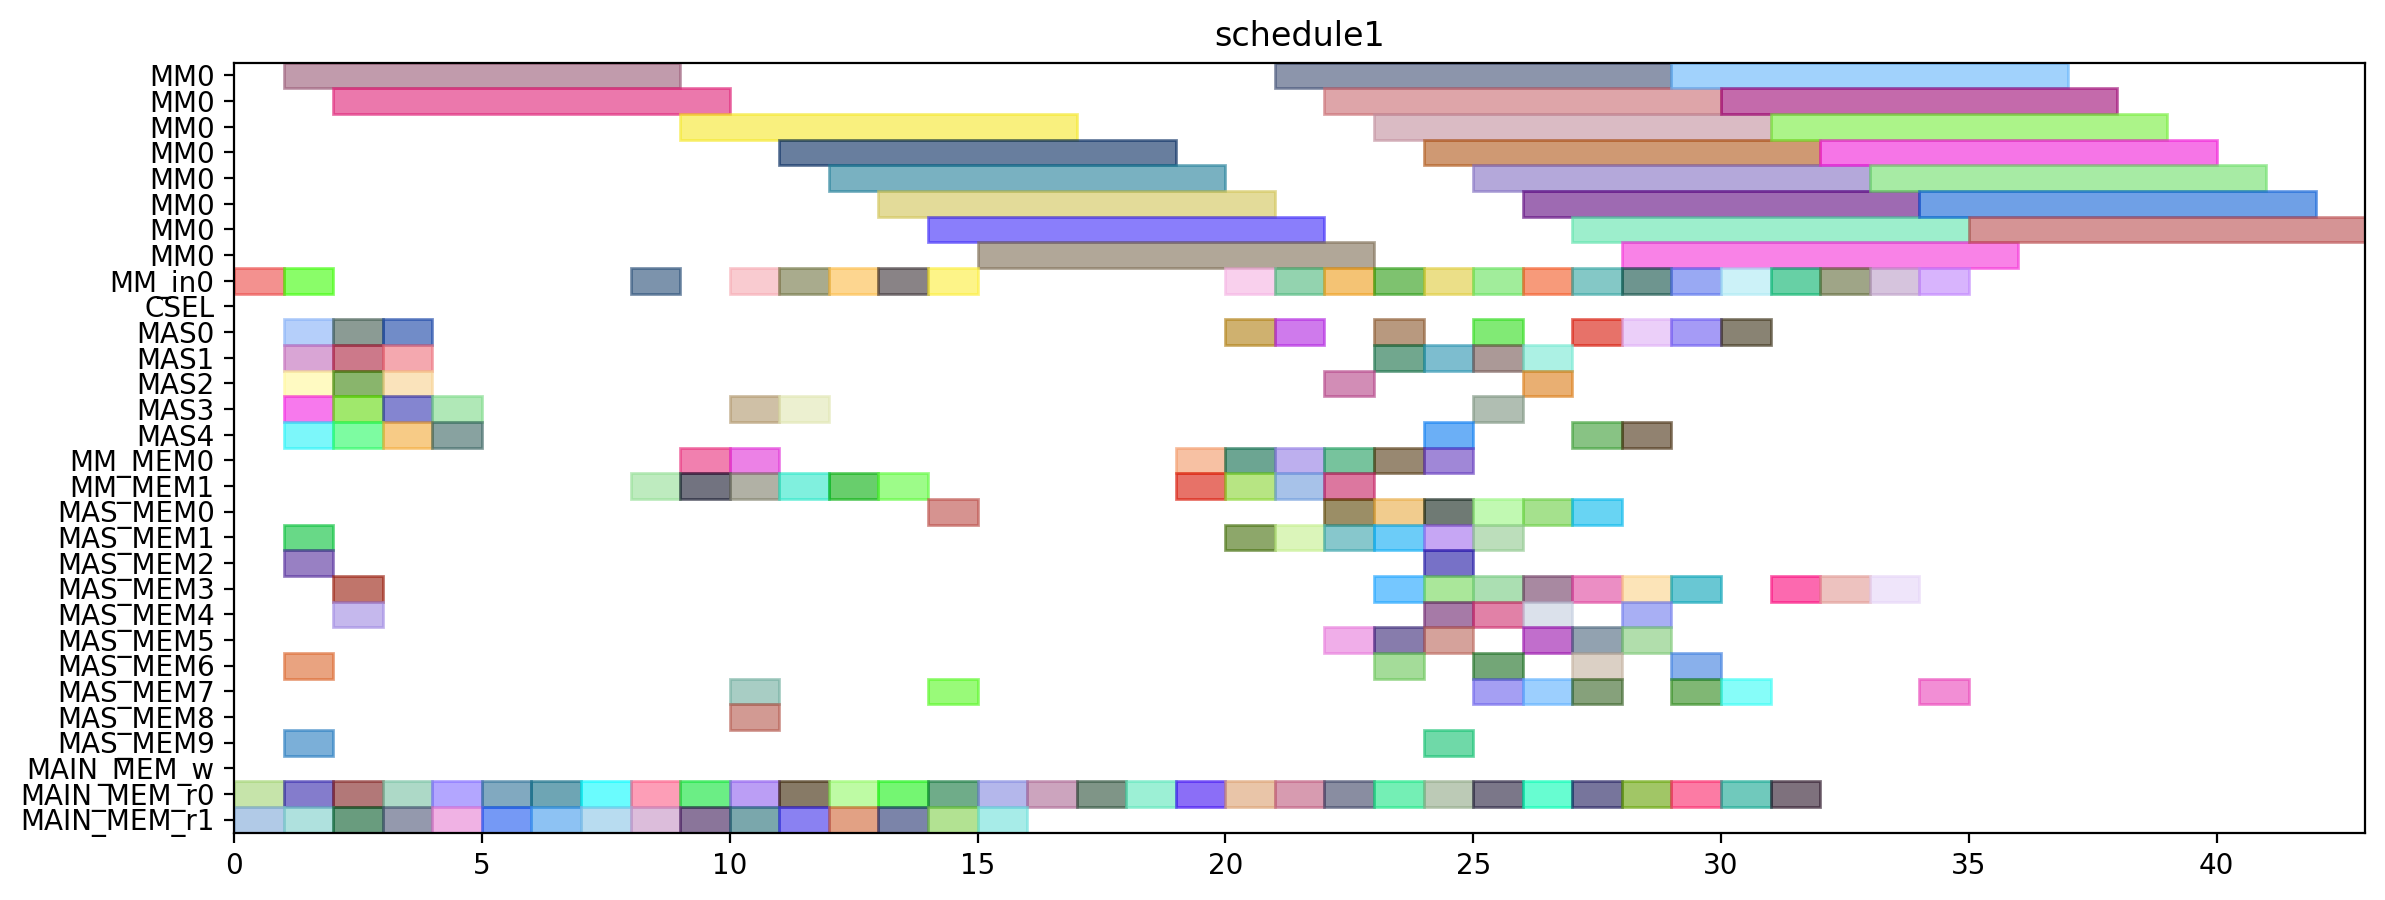 schedule1
MM0
MM0
MM0
MM0
MM0
MM0
MM0
MM0
MM_in0
CSEL
MAS0
MAS1
MAS2
MAS3
MAS4
MM_MEM0
MM_MEM1
MAS_MEM0
MAS_MEM1
MAS_MEM2
MAS_MEM3
MAS_MEM4
MAS_MEM5
MAS_MEM6
MAS_MEM7
MAS_MEM8
MAS_MEM9
MAIN_MEM_w
MAIN_MEM_r0
MAIN_MEM_r1
0 5 10 15 20 25 30 35 40